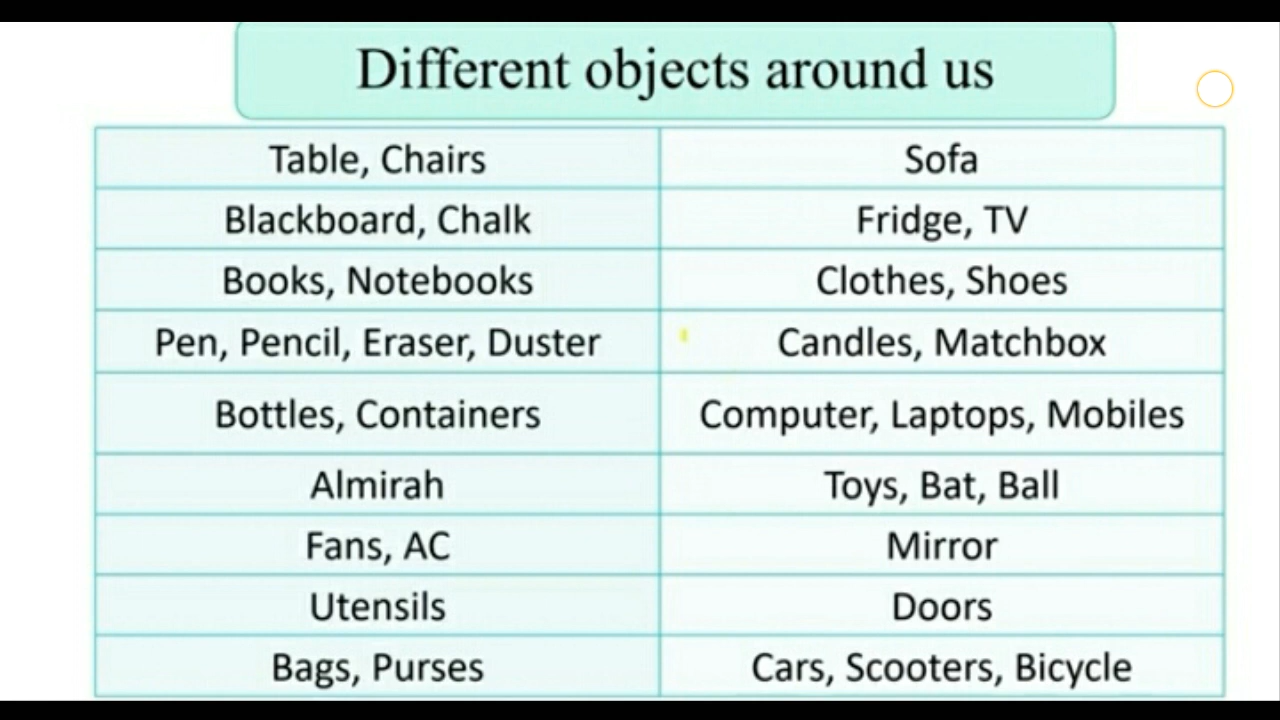 Different objects around us
Table, Chairs
Sofa
Blackboard, Chalk
Fridge, TV
Books, Notebooks
Clothes, Shoes
Pen, Pencil, Eraser, Duster
Candles, Matchbox
Bottles, Containers
Computer, Laptops, Mobiles
Almirah
Toys, Bat, Ball
Fans, AC
Mirror
Utensils
Doors
Bags, Purses
Cars, Scooters, Bicycle